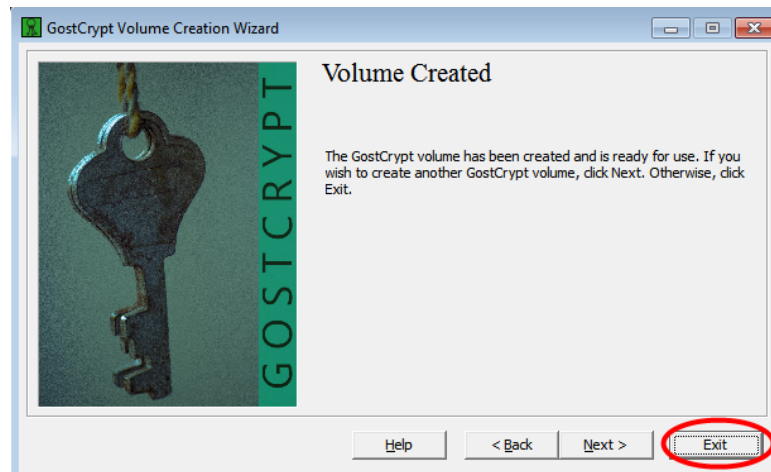 GostCrypt Volume Creation Wizard
GOSTCRYPT
Volume Created
The GostCrypt volume has been created and is ready for use. If you
wish to create another GostCrypt volume, click Next. Otherwise, click
Exit.
Help
< Back
Next >
Exit